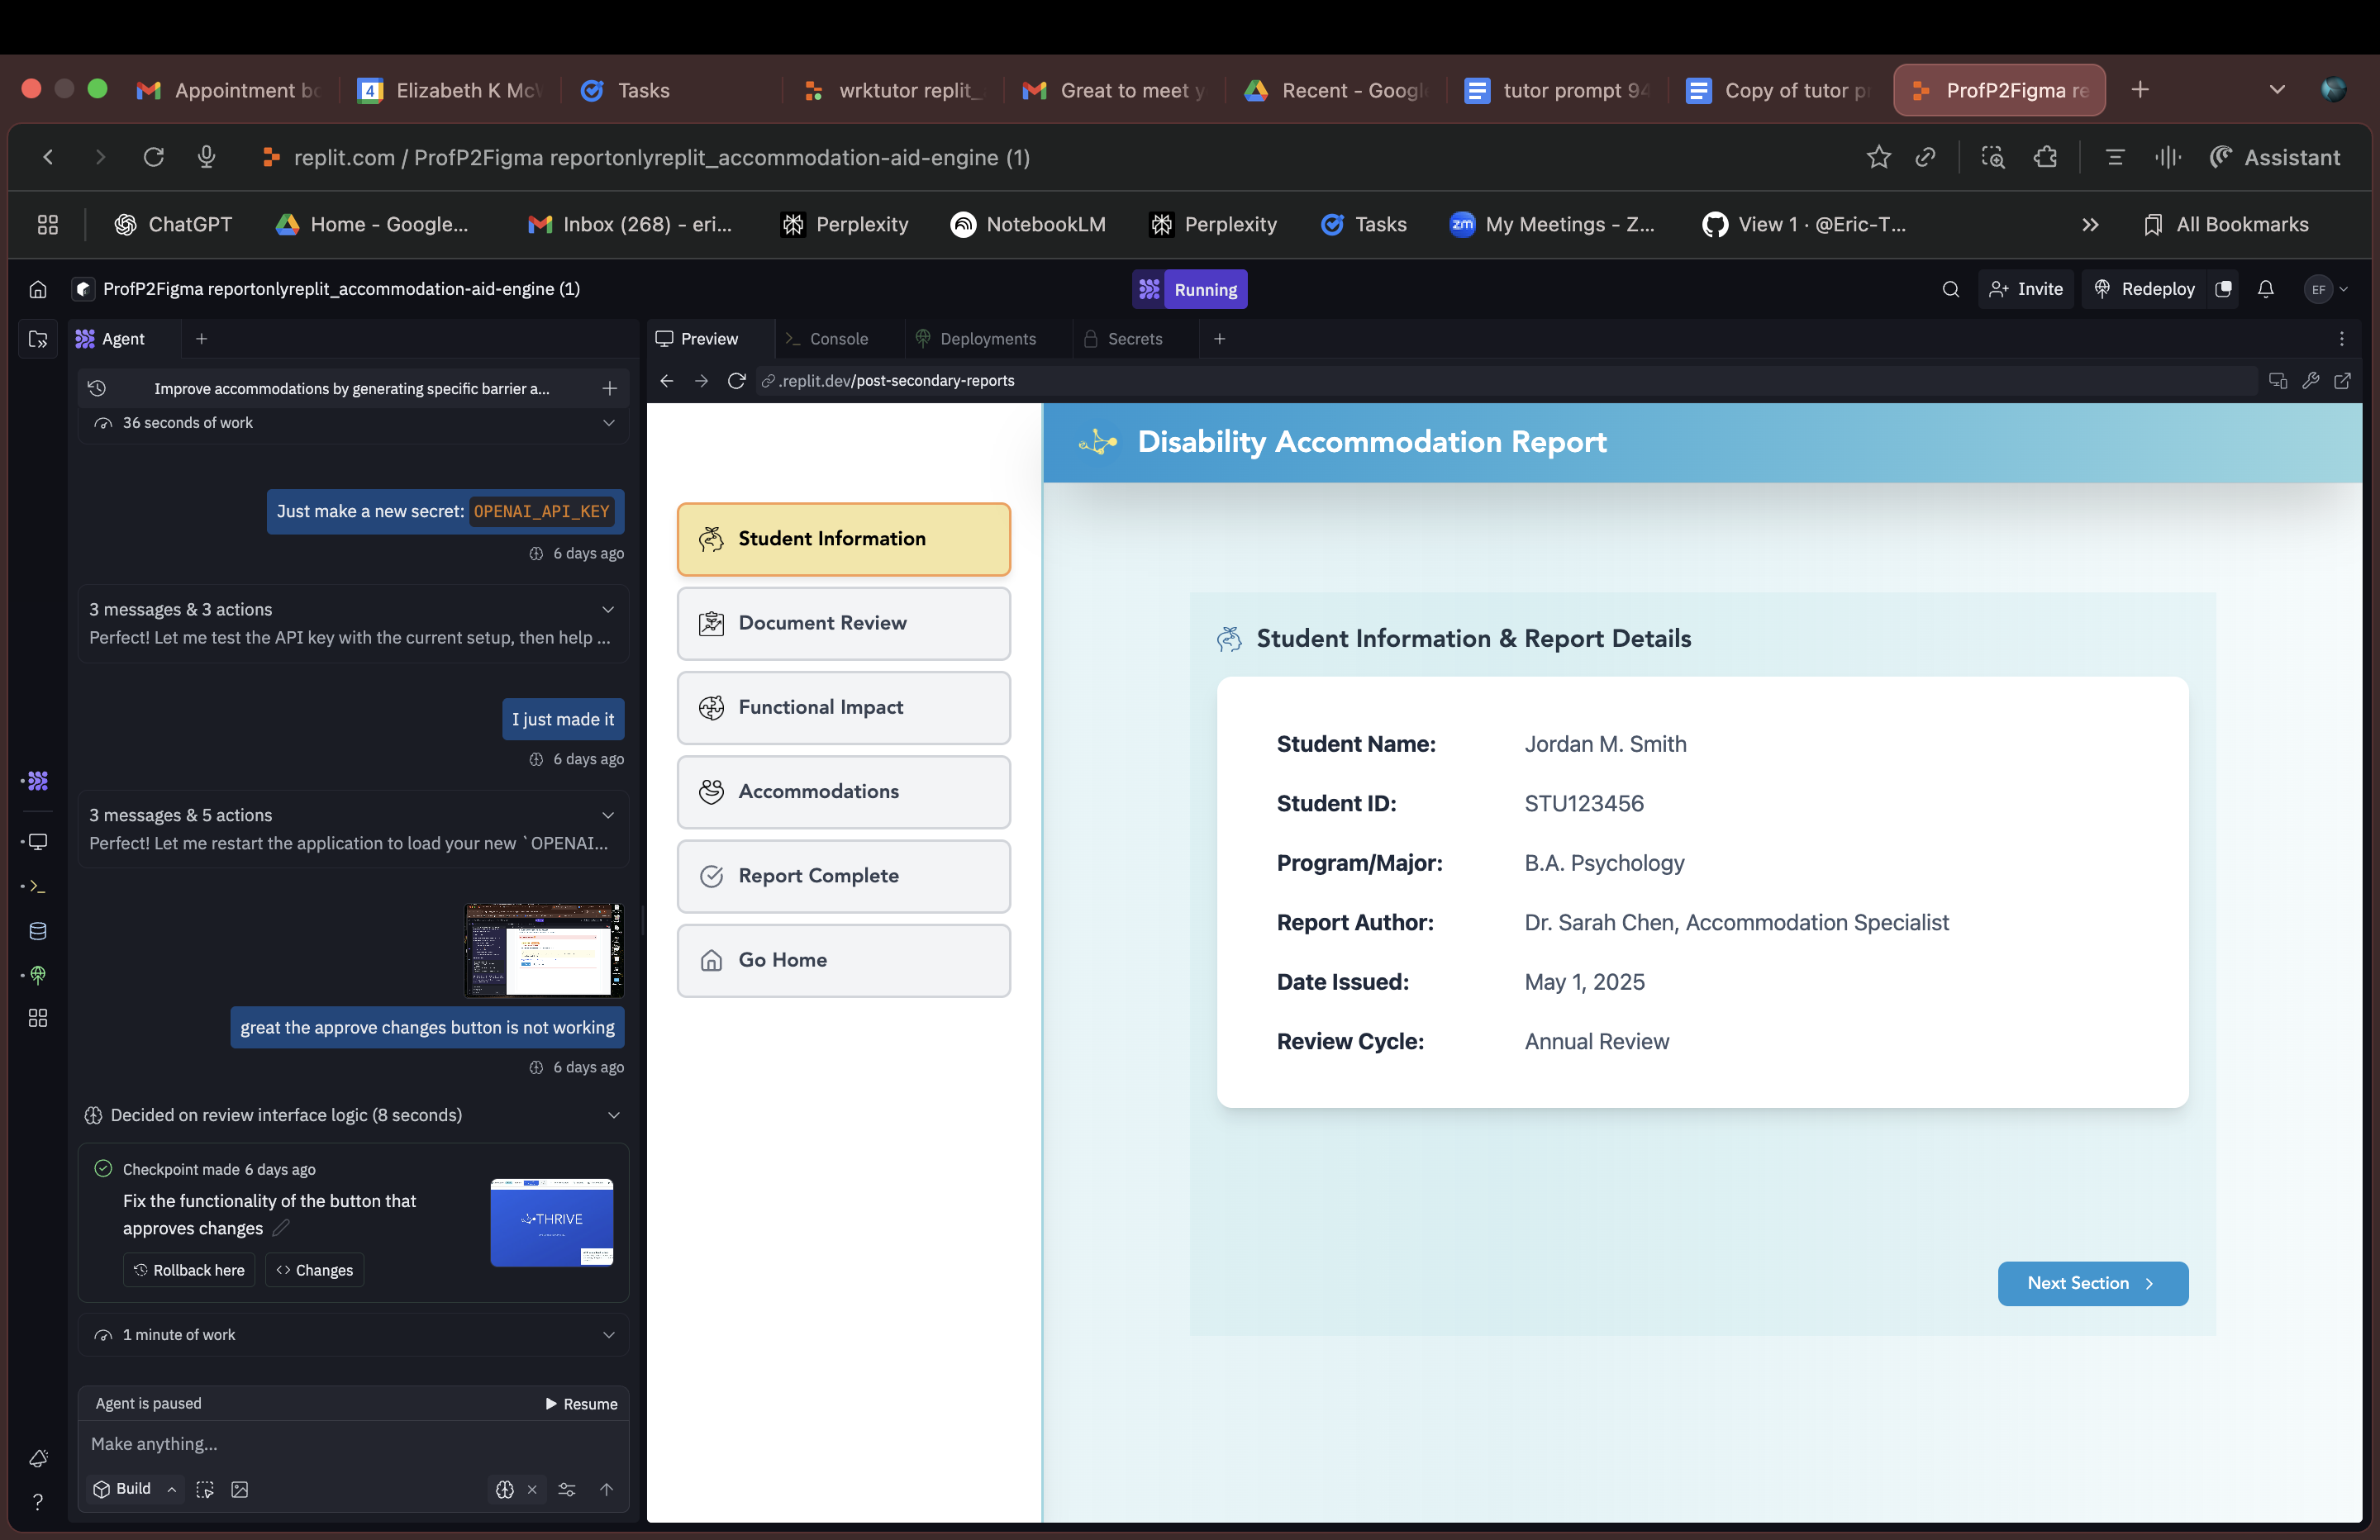 Appointment bo
4
Elizabeth K McW
Tasks
wrktutor replit_
Great to meet y
Recent - Google
tutor prompt 94
Copy of tutor pr
ProfP2Figma re
replit.com / ProfP2Figma reportonlyreplit_accommodation-aid-engine (1)
Assistant
ChatGPT
Home - Google...
Inbox (268) - eri...
Perplexity
NotebookLM
Perplexity
Tasks
zm
My Meetings - Z...
View 1 · @Eric-T...
All Bookmarks
ProfP2Figma reportonlyreplit_accommodation-aid-engine (1)
Running
Invite
Redeploy
EF
Agent
Preview
Console
Deployments
Secrets
.replit.dev/post-secondary-reports
Improve accommodations by generating specific barrier a...
36 seconds of work
Just make a new secret: OPENAI_API_KEY
6 days ago
3 messages & 3 actions
Perfect! Let me test the API key with the current setup, then help ...
I just made it
6 days ago
3 messages & 5 actions
Perfect! Let me restart the application to load your new `OPENAI...
great the approve changes button is not working
6 days ago
Decided on review interface logic (8 seconds)
Checkpoint made 6 days ago
Fix the functionality of the button that
approves changes
THRIVE
Rollback here
Changes
1 minute of work
Agent is paused
Resume
Make anything...
Build
Student Information
Document Review
Functional Impact
Accommodations
Report Complete
Go Home
Disability Accommodation Report
Student Information & Report Details
Student Name: Jordan M. Smith
Student ID: STU123456
Program/Major: B.A. Psychology
Report Author: Dr. Sarah Chen, Accommodation Specialist
Date Issued: May 1, 2025
Review Cycle: Annual Review
Next Section